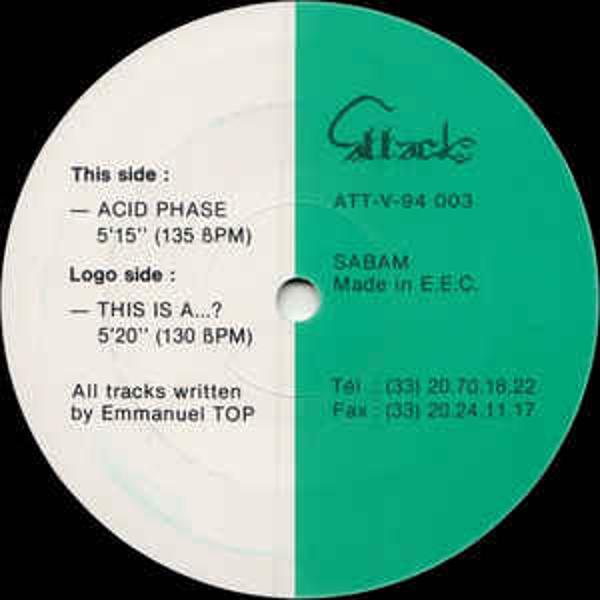 This side :
— ACID PHASE
5'15'' (135 BPM)
Logo side :
— THIS IS A...?
5'20'' (130 BPM)
All tracks written
by Emmanuel TOP
attack
ATT-V-94 003
SABAM
Made in E.E.C.
Tél : (33) 20.70.18.22
Fax : (33) 20.24.11.17